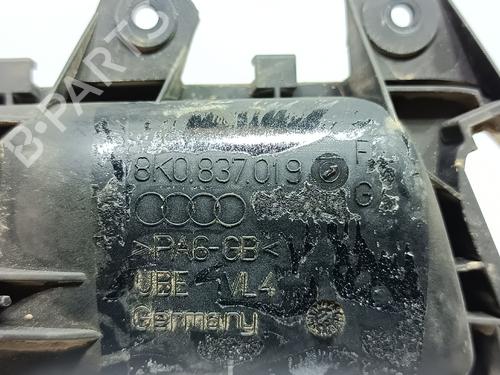 B-PARTS
8K0.837.019 F
G
>PA6-GB<
UBE VL4
Germany